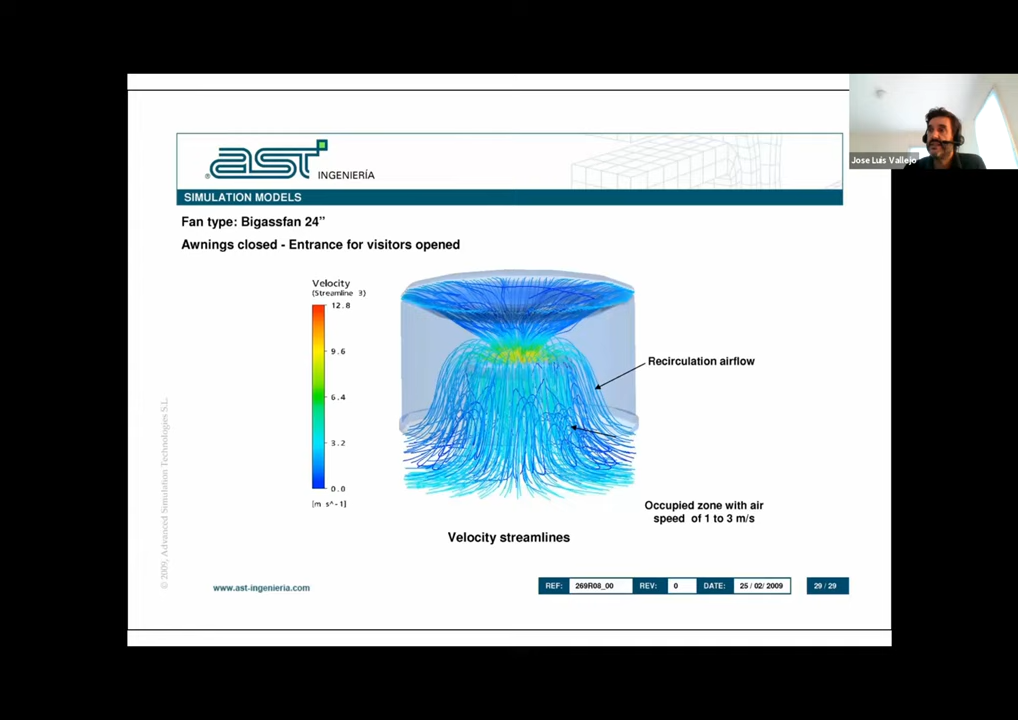 Jose Luis Vallejo
ast
®
INGENIERÍA
SIMULATION MODELS
Fan type: Bigassfan 24”
Awnings closed - Entrance for visitors opened
Velocity
(Streamline 3)
12.8
9.6
6.4
3.2
0.0
[m s^-1]
Recirculation airflow
Occupied zone with air
speed of 1 to 3 m/s
Velocity streamlines
© 2009, Advanced Simulation Technologies S.L.
www.ast-ingenieria.com
REF: 269R08_00 REV: 0 DATE: 25 / 02/ 2009 29 / 29